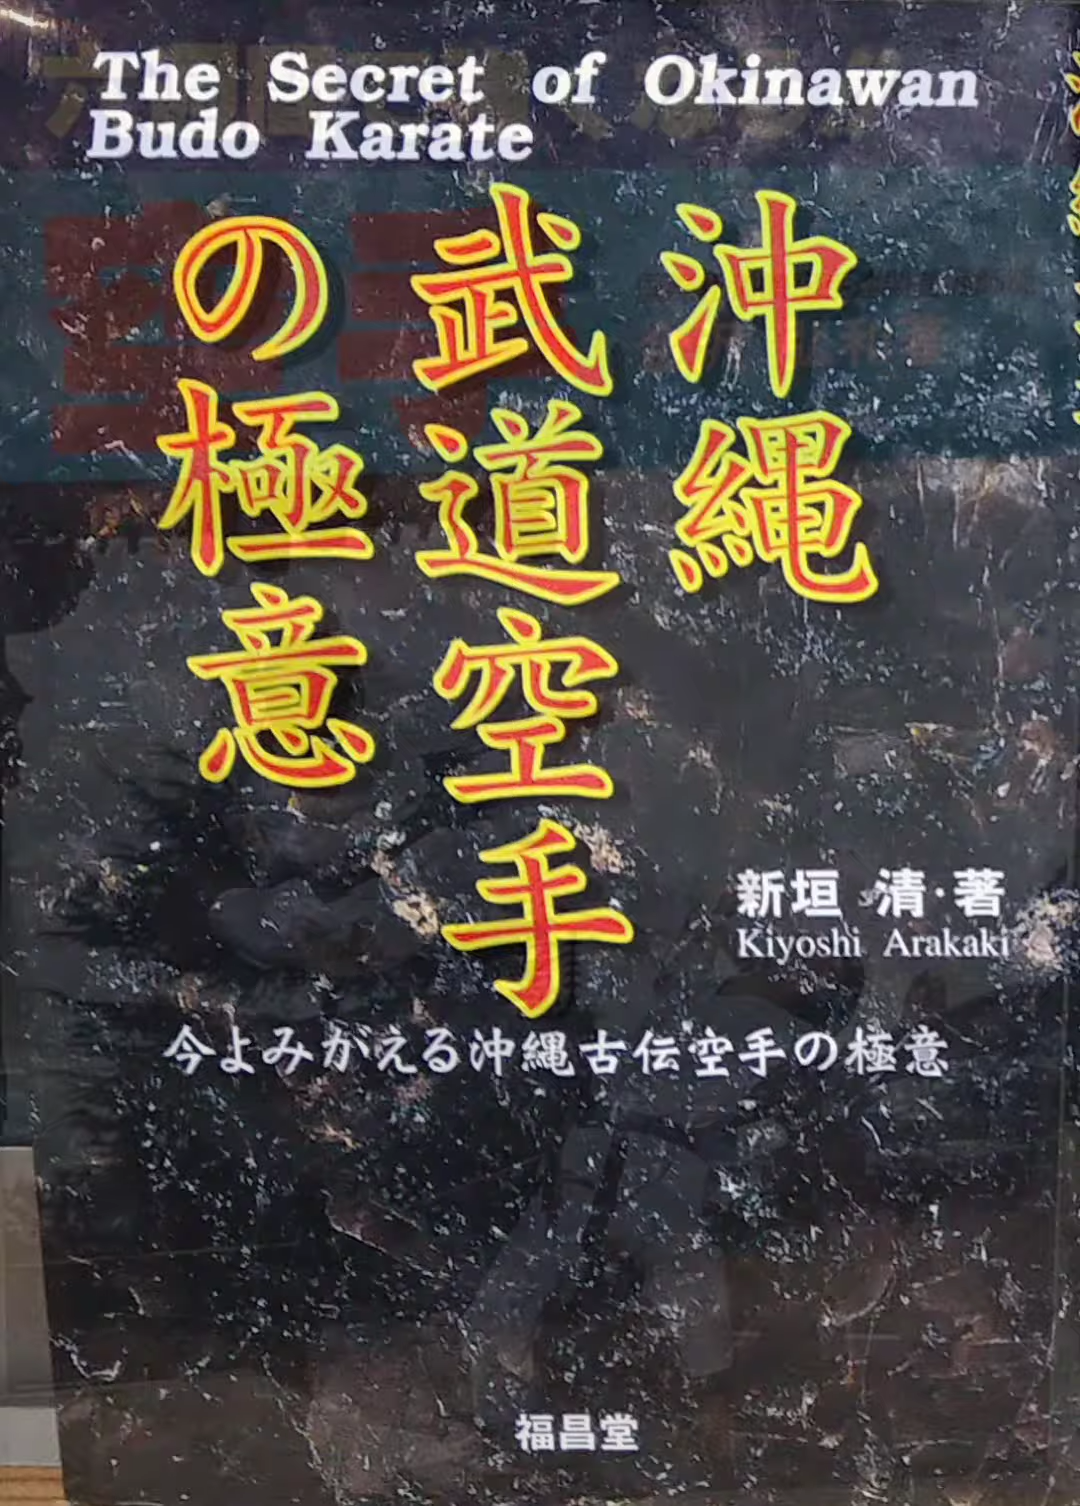 The Secret of Okinawan
Budo Karate
沖縄
武道空手
の極意
新垣 清・著
Kiyoshi Arakaki
今よみがえる沖縄古伝空手の極意
福昌堂